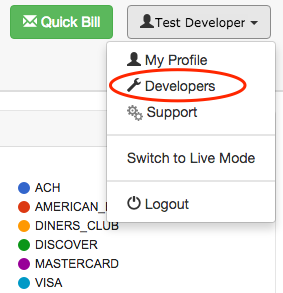 Quick Bill
Test Developer
My Profile
Developers
Support
Switch to Live Mode
Logout
ACH
AMERICAN_
DINERS_CLUB
DISCOVER
MASTERCARD
VISA